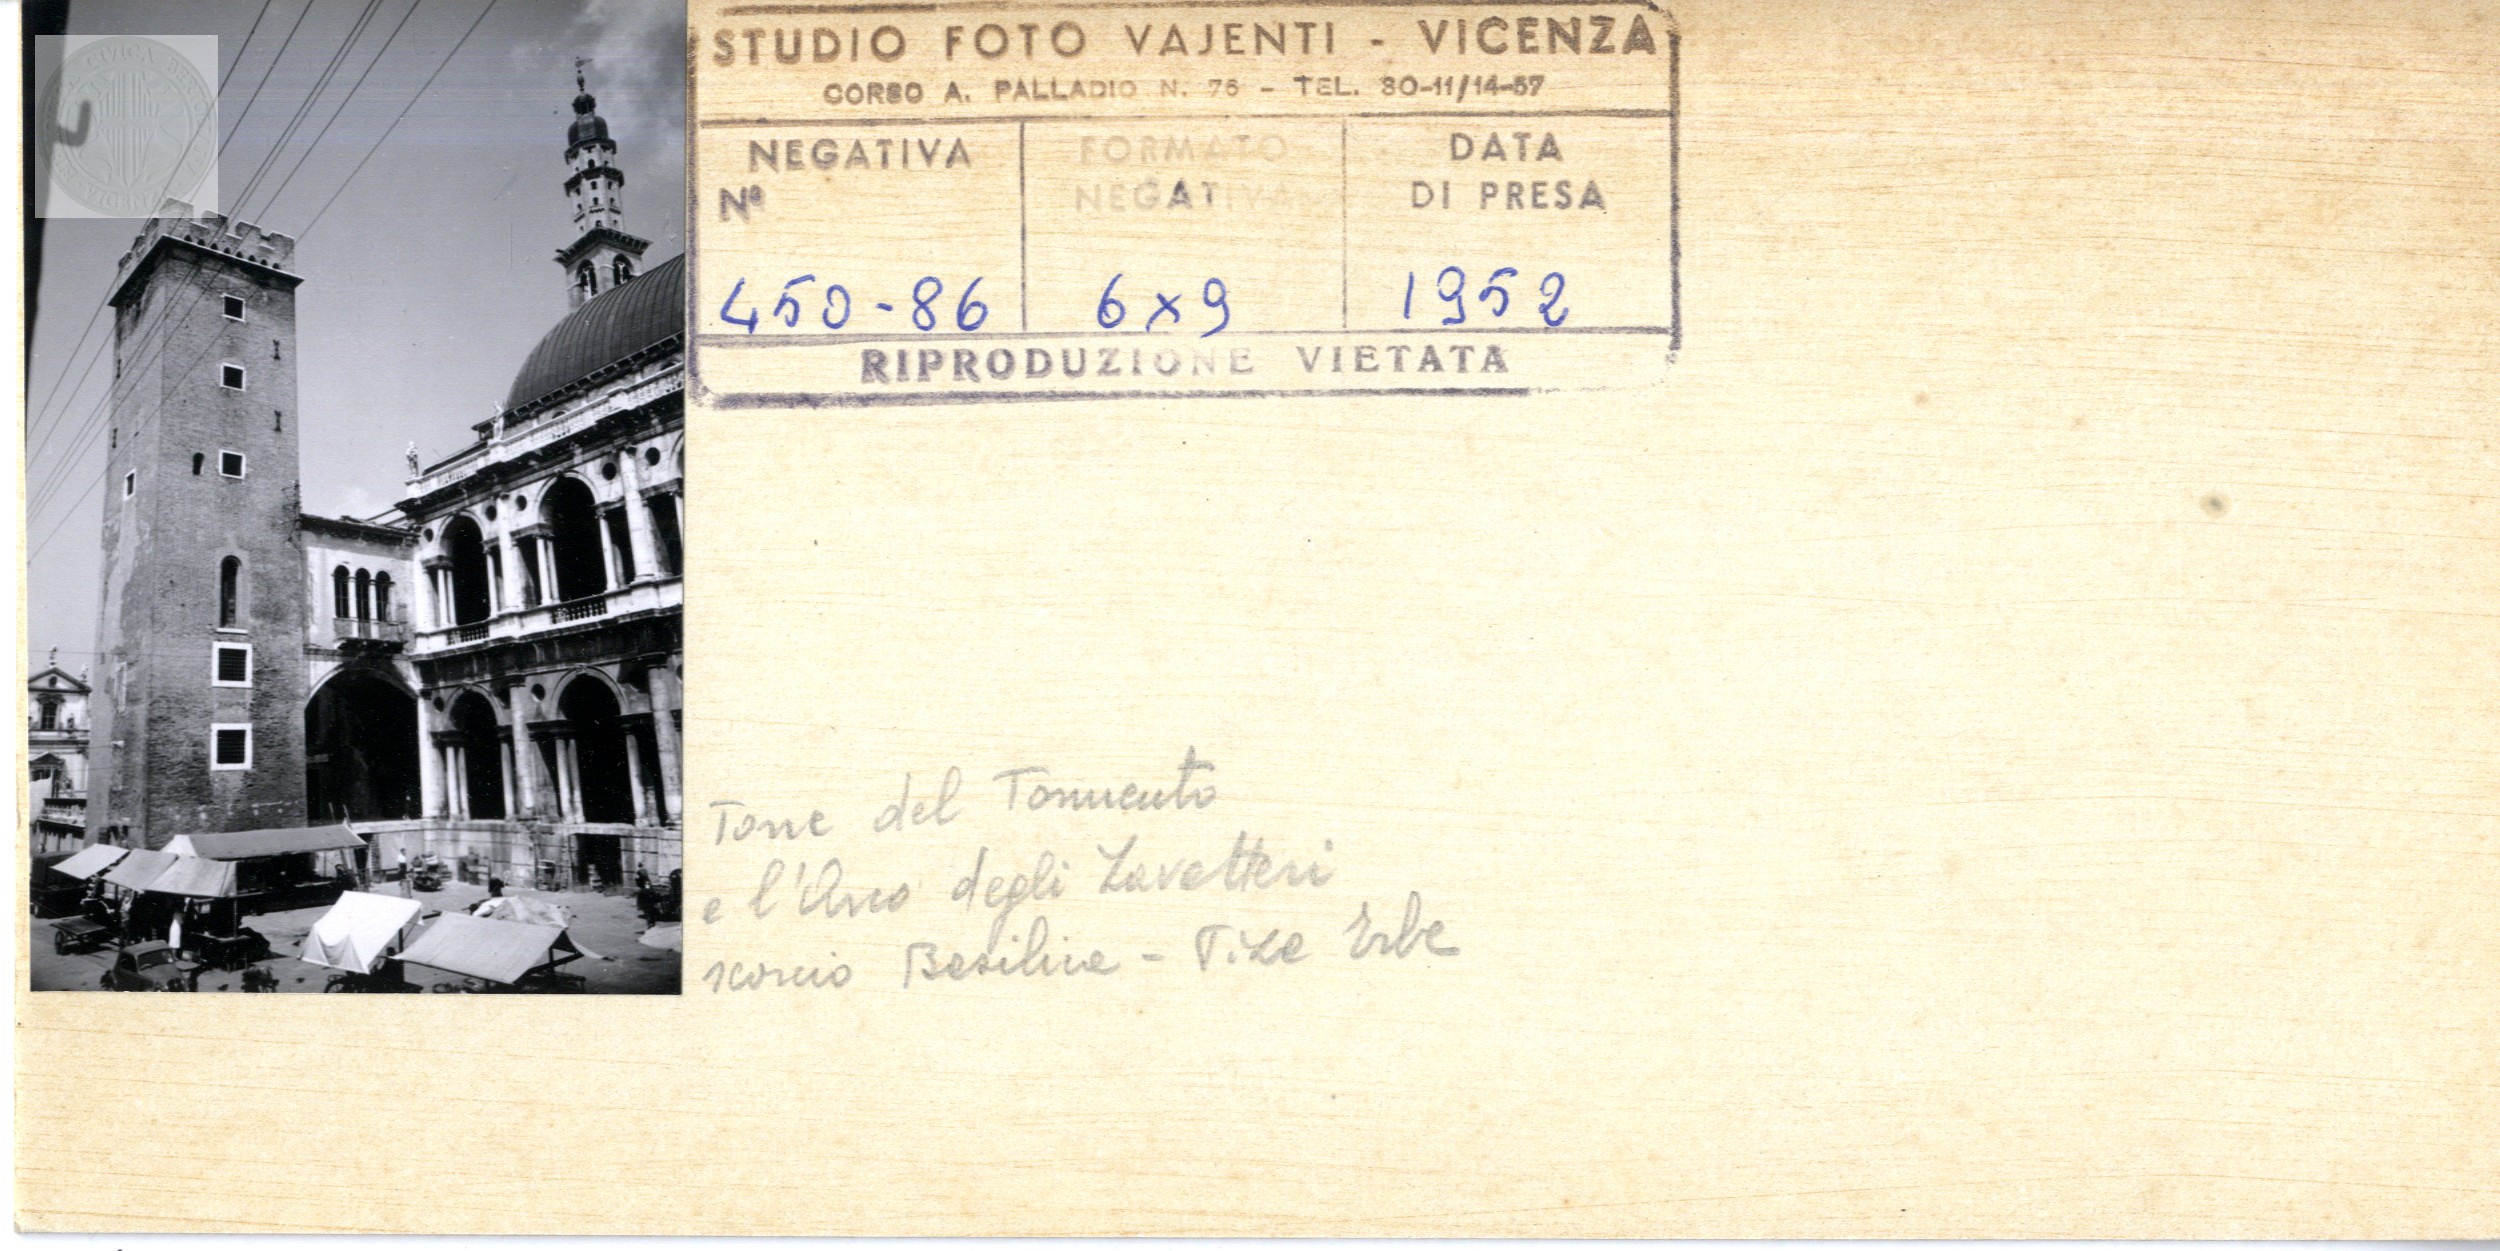 STUDIO FOTO VAJENTI - VICENZA
CORSO A. PALLADIO N. 76 - TEL. 30-11/14-57
NEGATIVA
Nº
FORMATO
NEGATIVA
DATA
DI PRESA
450-86
6x9
1952
RIPRODUZIONE VIETATA
Torre del Tormento
e l'Arco degli Zavatteri
scorcio Basilica - P.zza Erbe